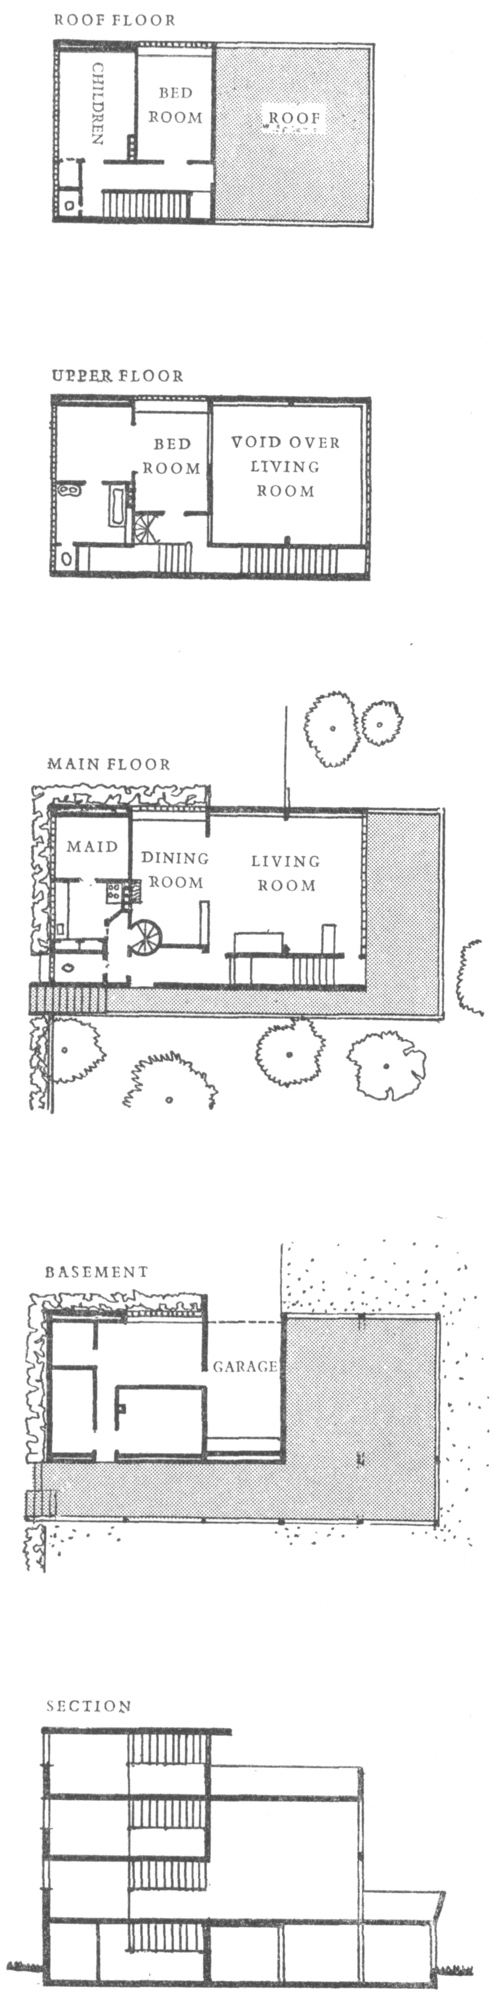 ROOF FLOOR
CHILDREN
BED
ROOM
ROOF
UPPER FLOOR
BED
ROOM
VOID OVER
LIVING
ROOM
MAIN FLOOR
MAID
DINING
ROOM
LIVING
ROOM
BASEMENT
GARAGE
SECTION